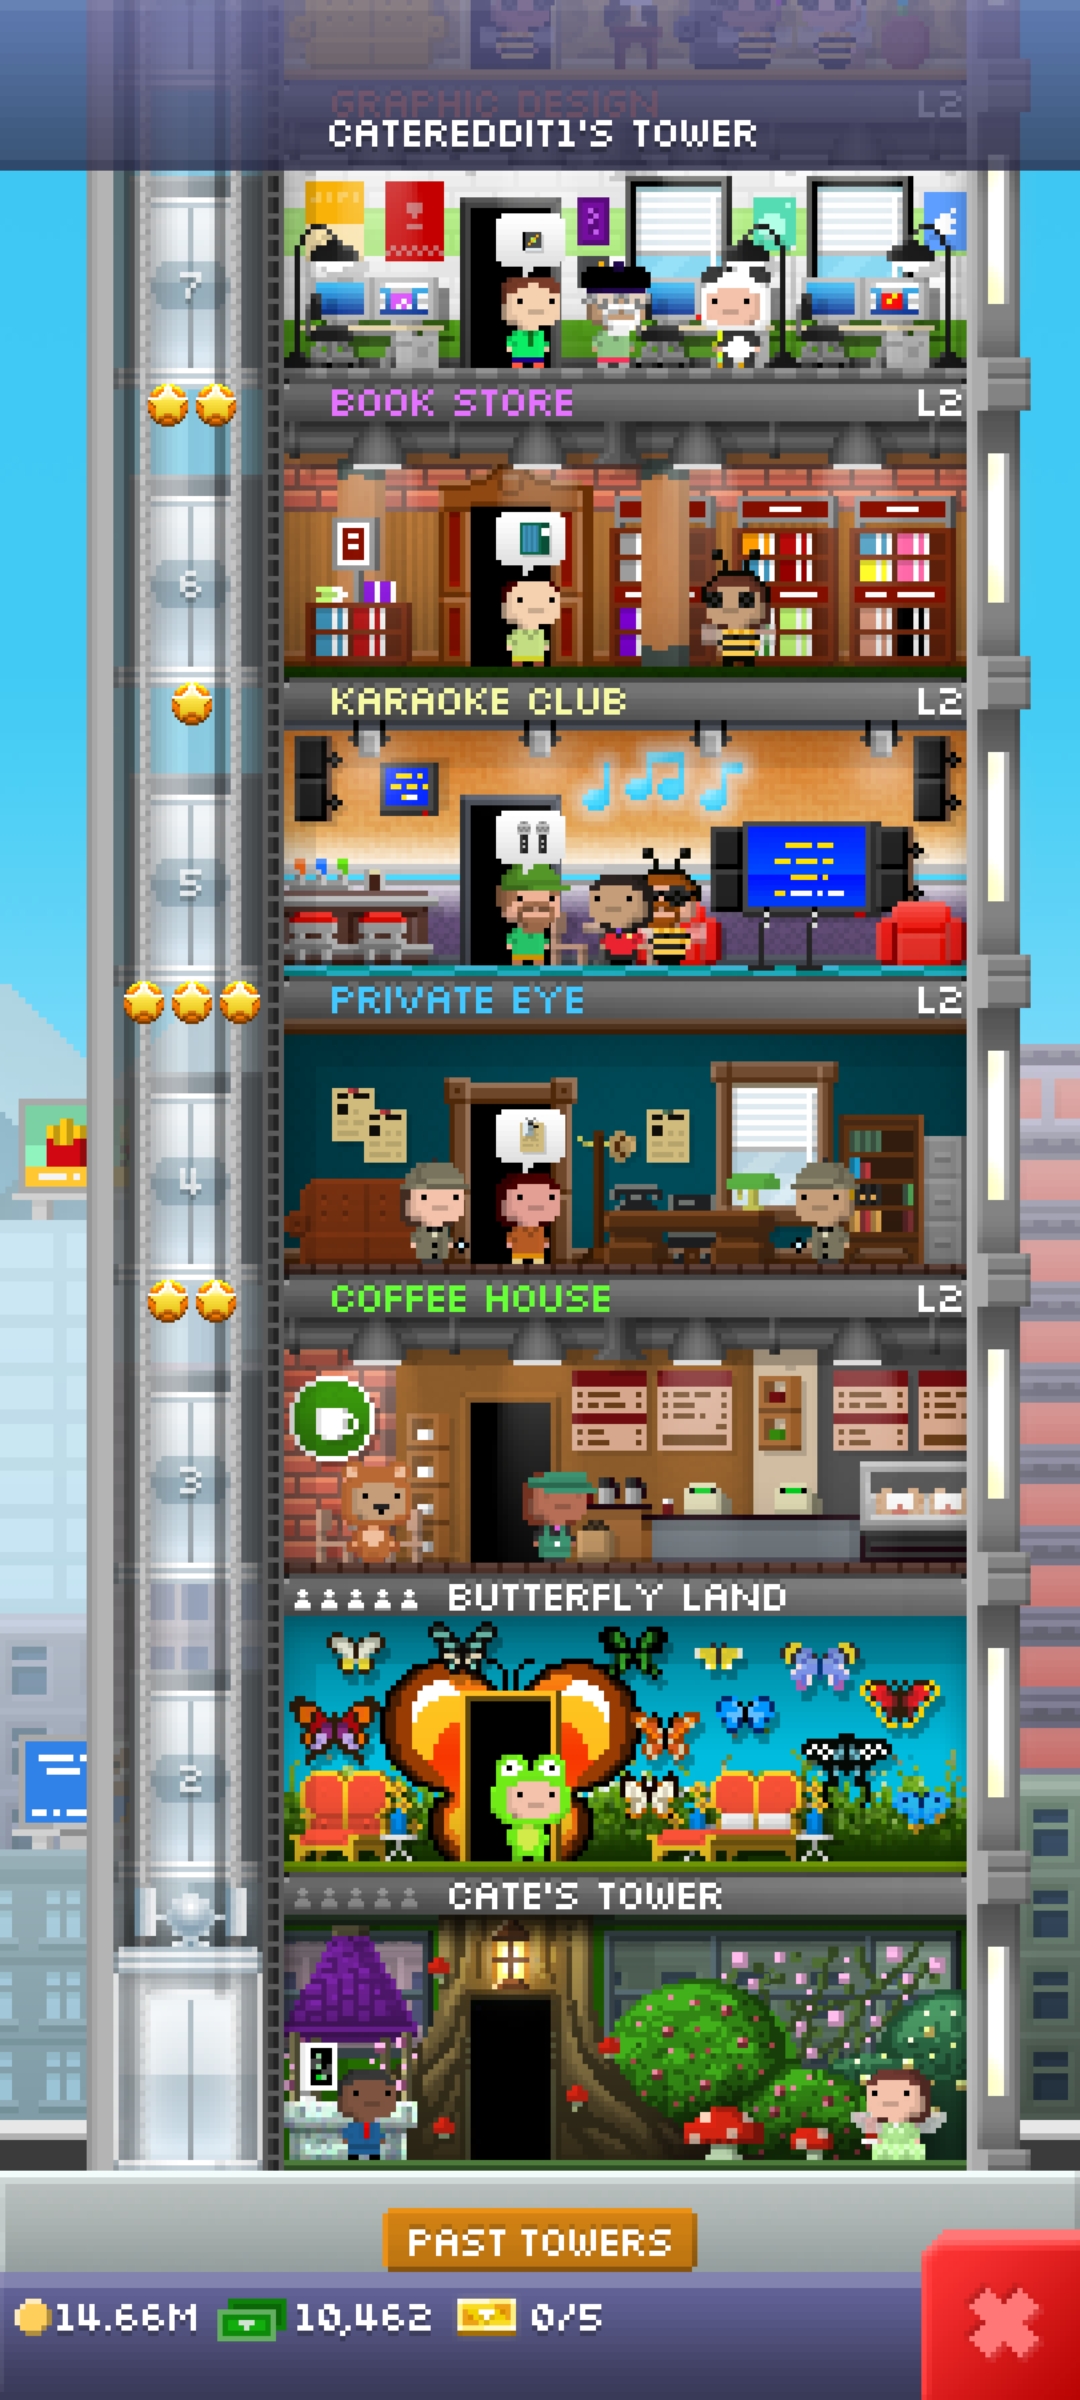 GRAPHIC DESIGN L2
CATEREDDIT1'S TOWER
7
BOOK STORE L2
6
KARAOKE CLUB L2
5
PRIVATE EYE L2
4
COFFEE HOUSE L2
3
BUTTERFLY LAND
2
CATE'S TOWER
PAST TOWERS
14.66M 10,462 0/5